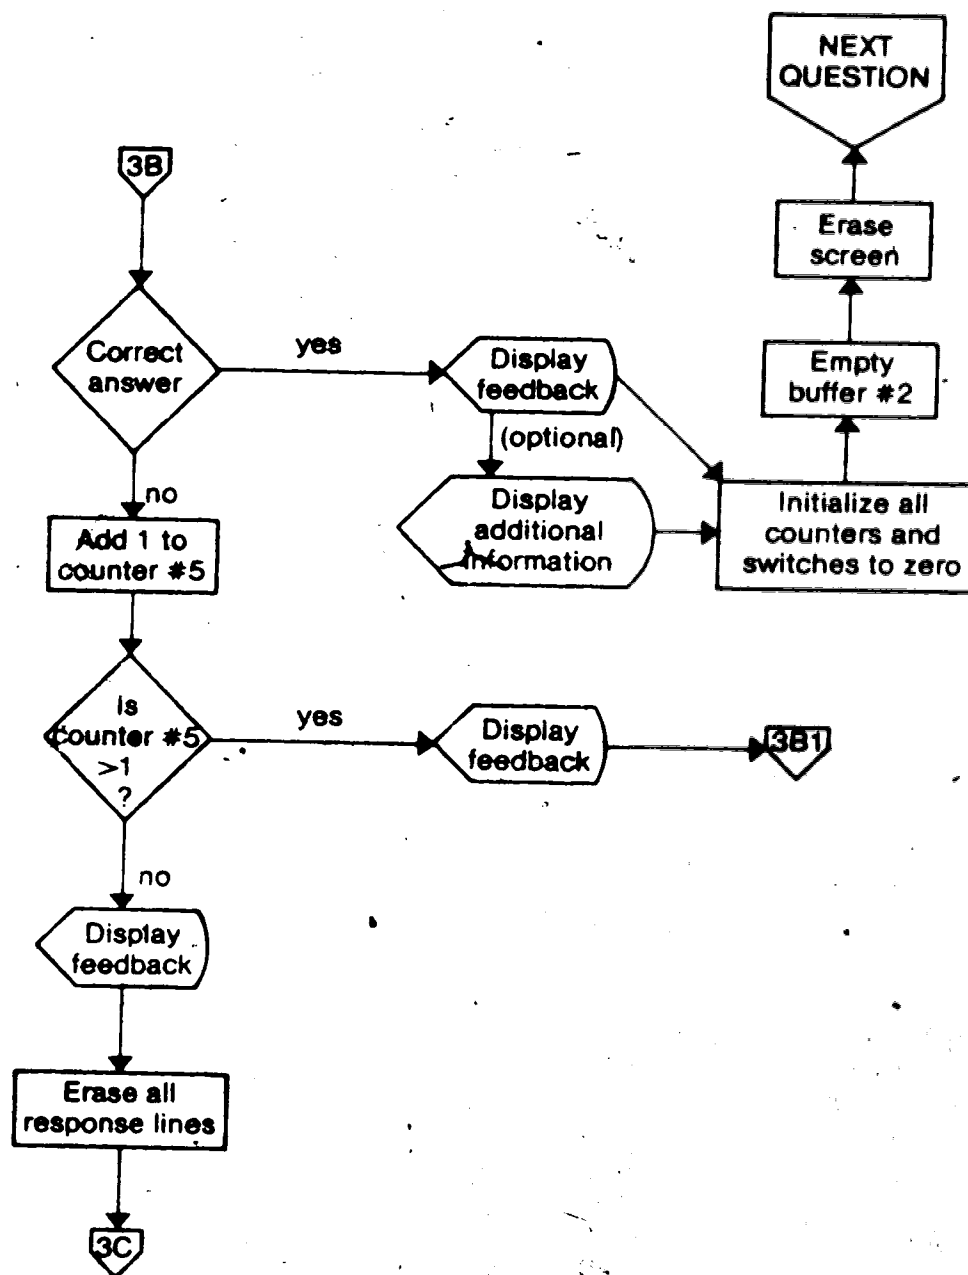 NEXT
QUESTION
3B
Erase
screen
Correct
answer
yes
Display
feedback
Empty
buffer #2
(optional)
no
Display
additional
information
Initialize all
counters and
switches to zero
Add 1 to
counter #5
Is
counter #5
>1
?
yes
Display
feedback
3B1
no
Display
feedback
Erase all
response lines
3C